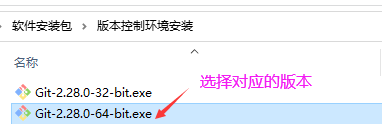 软件安装包 › 版本控制环境安装
名称
Git-2.28.0-32-bit.exe
选择对应的版本
Git-2.28.0-64-bit.exe